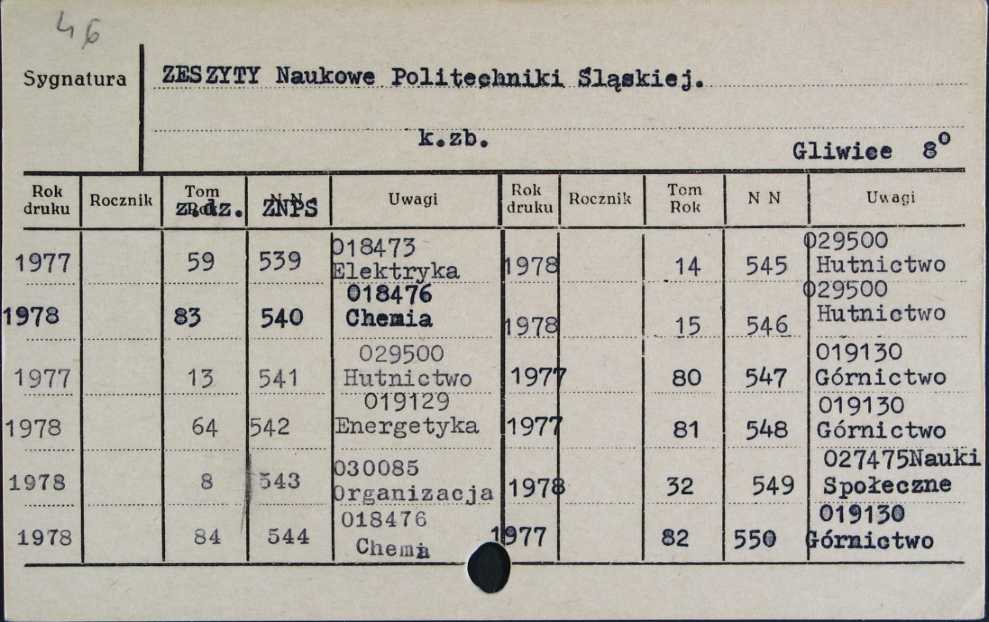 46
Sygnatura ZESZYTY Naukowe Politechniki Śląskiej.
k.zb.
Gliwice 8o
Rok druku Rocznik Tom Rok z.dz. N N ZNPS Uwagi Rok druku Rocznik Tom Rok N N Uwagi
1977 59 539 018473 Elektryka 1978 14 545 029500 Hutnictwo
1978 83 540 018476 Chemia 1978 15 546 029500 Hutnictwo
1977 13 541 029500 Hutnictwo 1977 80 547 019130 Górnictwo
1978 64 542 019129 Energetyka 1977 81 548 019130 Górnictwo
1978 8 543 030085 Organizacja 1978 32 549 027475Nauki Społeczne
1978 84 544 018476 Chemia 1977 82 550 019130 Górnictwo